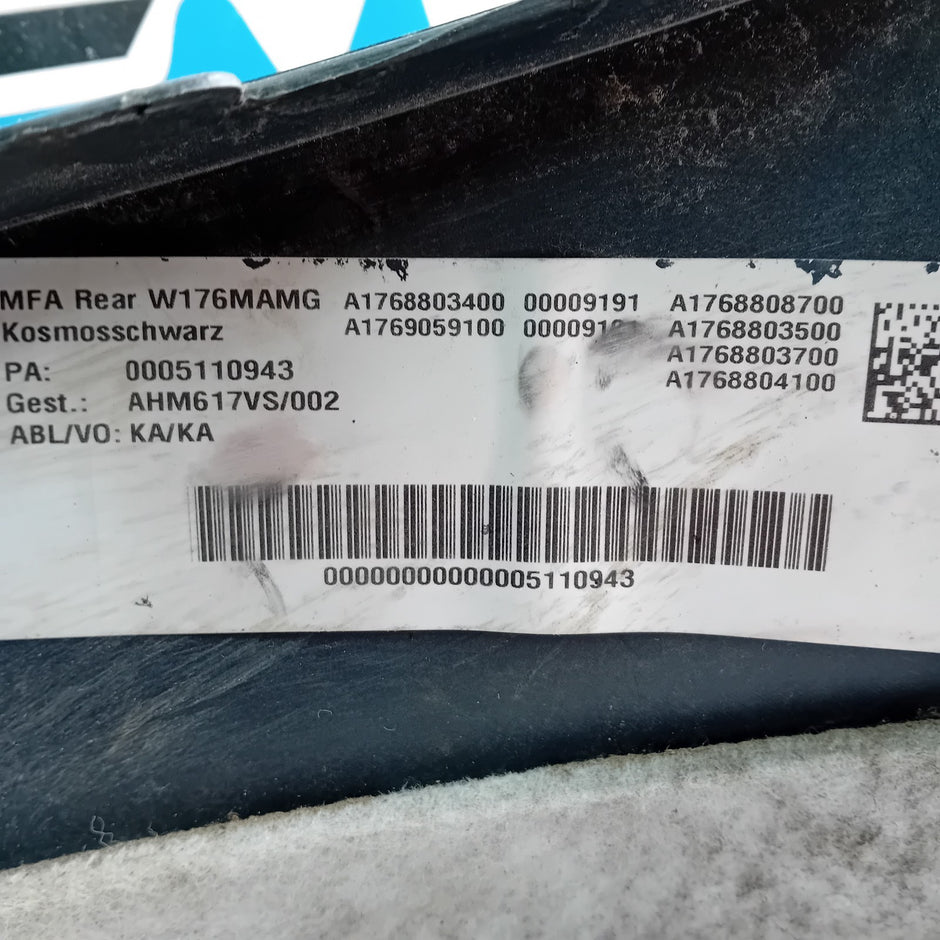 MFA Rear W176MAMG A1768803400 00009191 A1768808700
Kosmosschwarz A1769059100 A1768803500
A1768803700
PA: 0005110943 A1768804100
Gest.: AHM617VS/002
ABL/VO: KA/KA
00000000000005110943